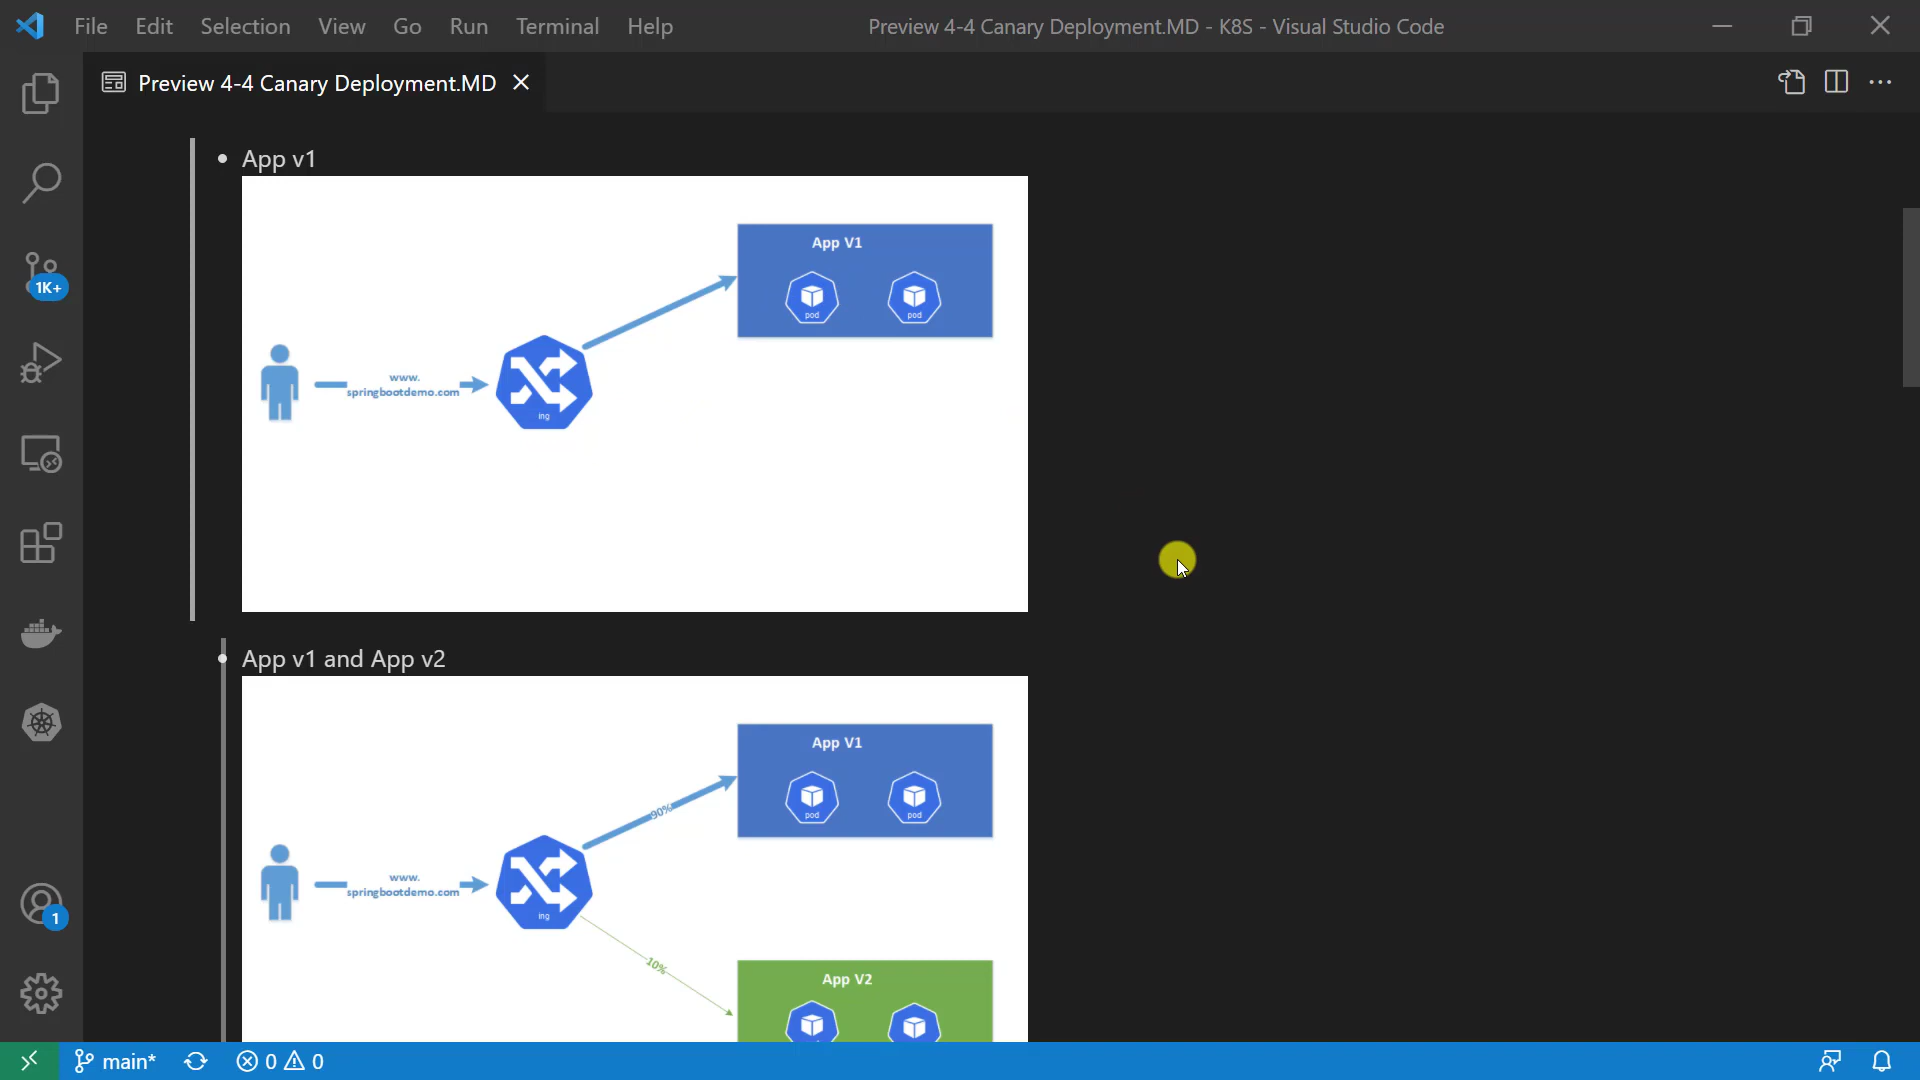 File Edit Selection View Go Run Terminal Help
Preview 4-4 Canary Deployment.MD - K8S - Visual Studio Code
Preview 4-4 Canary Deployment.MD
App v1
App V1
pod pod
www.
springbootdemo.com
ing
1K+
App v1 and App v2
App V1
pod pod
90%
www.
springbootdemo.com
ing
10%
App V2
1
main* 0 0